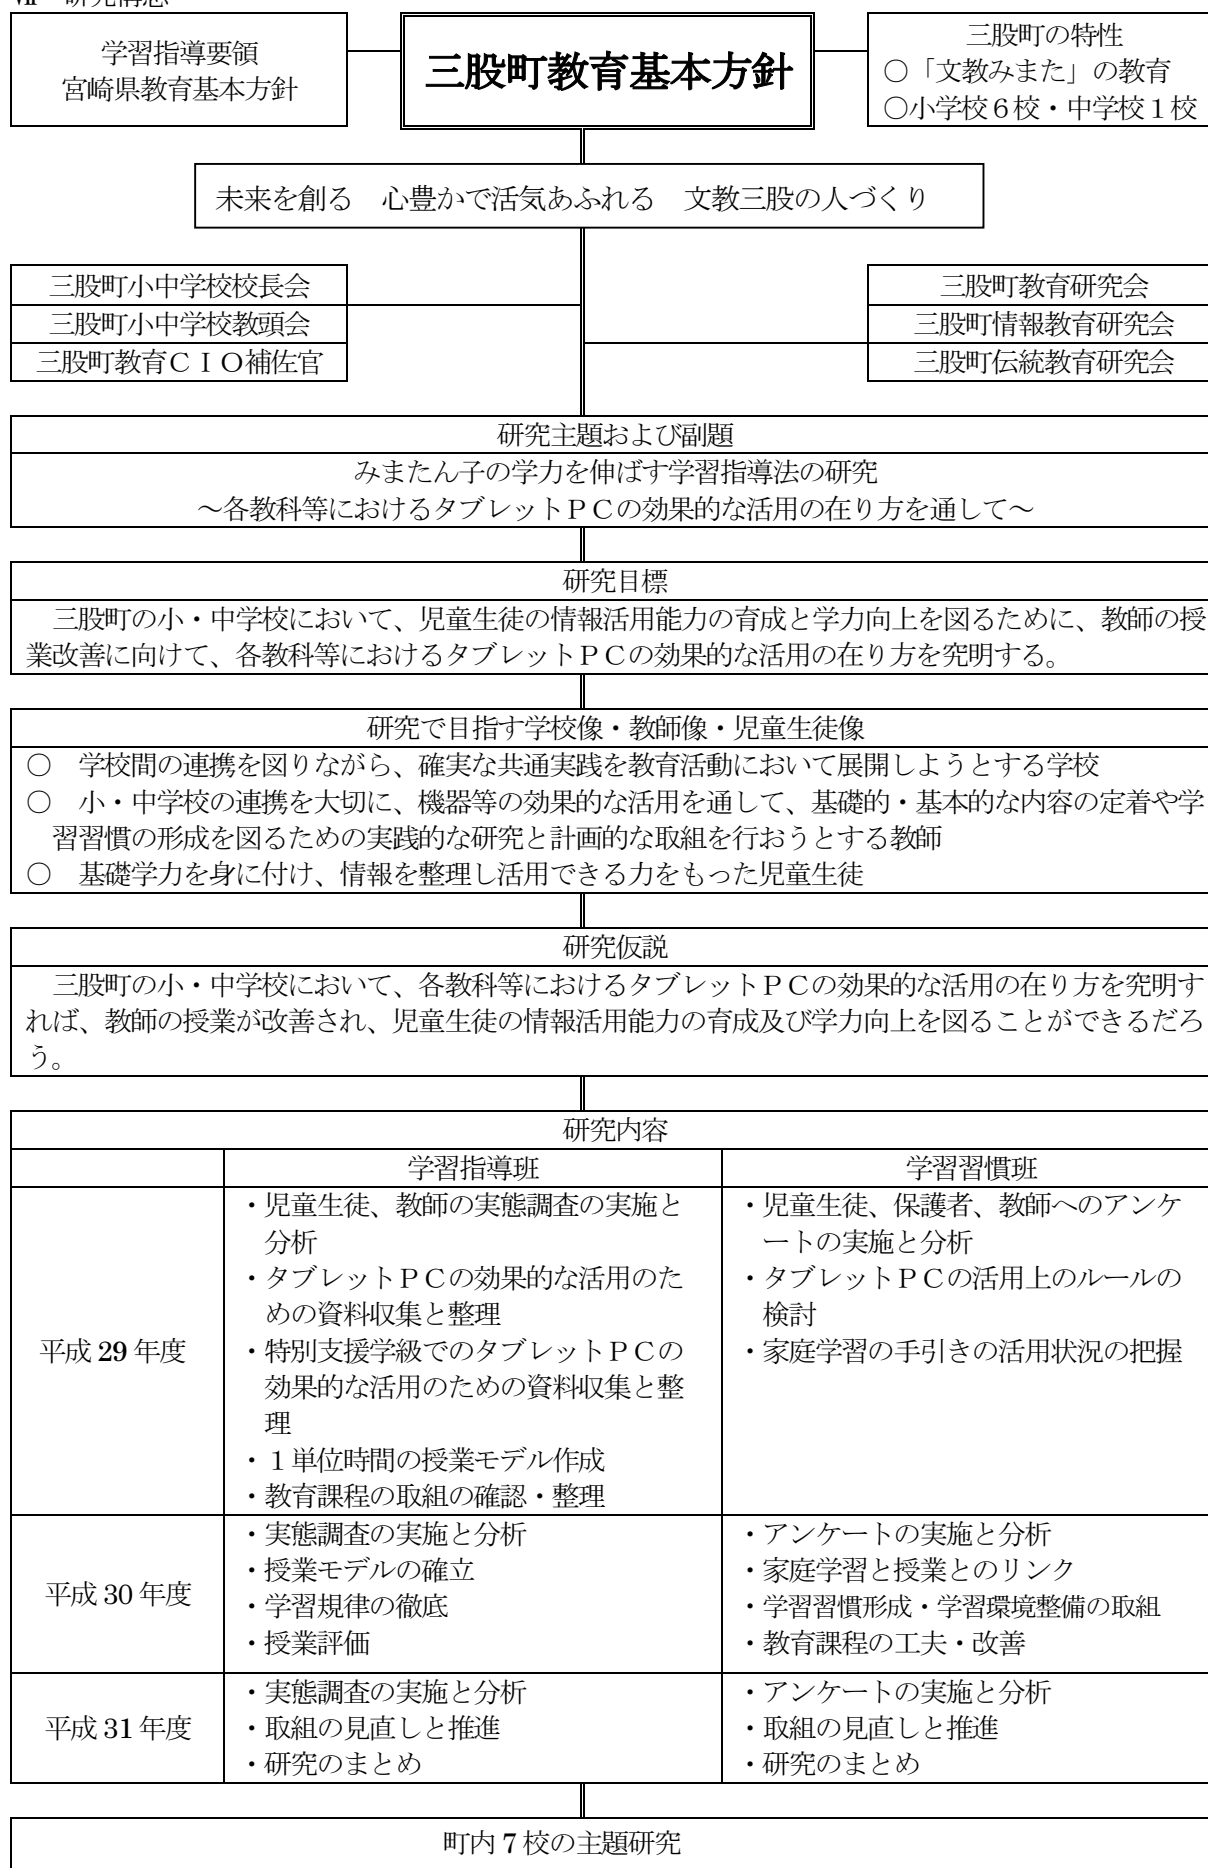 Ⅶ 研究構想
学習指導要領
宮崎県教育基本方針
三股町教育基本方針
三股町の特性
○「文教みまた」の教育
○小学校６校・中学校１校
未来を創る 心豊かで活気あふれる 文教三股の人づくり
三股町小中学校校長会
三股町小中学校教頭会
三股町教育ＣＩＯ補佐官
三股町教育研究会
三股町情報教育研究会
三股町伝統教育研究会
研究主題および副題
みまたん子の学力を伸ばす学習指導法の研究
～各教科等におけるタブレットＰＣの効果的な活用の在り方を通して～
研究目標
三股町の小・中学校において、児童生徒の情報活用能力の育成と学力向上を図るために、教師の授
業改善に向けて、各教科等におけるタブレットＰＣの効果的な活用の在り方を究明する。
研究で目指す学校像・教師像・児童生徒像
○ 学校間の連携を図りながら、確実な共通実践を教育活動において展開しようとする学校
○ 小・中学校の連携を大切に、機器等の効果的な活用を通して、基礎的・基本的な内容の定着や学
習習慣の形成を図るための実践的な研究と計画的な取組を行おうとする教師
○ 基礎学力を身に付け、情報を整理し活用できる力をもった児童生徒
研究仮説
三股町の小・中学校において、各教科等におけるタブレットＰＣの効果的な活用の在り方を究明す
れば、教師の授業が改善され、児童生徒の情報活用能力の育成及び学力向上を図ることができるだろ
う。
研究内容
学習指導班
学習習慣班
平成 29 年度
・児童生徒、教師の実態調査の実施と
分析
・タブレットＰＣの効果的な活用のた
めの資料収集と整理
・特別支援学級でのタブレットＰＣの
効果的な活用のための資料収集と整
理
・１単位時間の授業モデル作成
・教育課程の取組の確認・整理
・児童生徒、保護者、教師へのアンケ
ートの実施と分析
・タブレットＰＣの活用上のルールの
検討
・家庭学習の手引きの活用状況の把握
平成 30 年度
・実態調査の実施と分析
・授業モデルの確立
・学習規律の徹底
・授業評価
・アンケートの実施と分析
・家庭学習と授業とのリンク
・学習習慣形成・学習環境整備の取組
・教育課程の工夫・改善
平成 31 年度
・実態調査の実施と分析
・取組の見直しと推進
・研究のまとめ
・アンケートの実施と分析
・取組の見直しと推進
・研究のまとめ
町内 7 校の主題研究